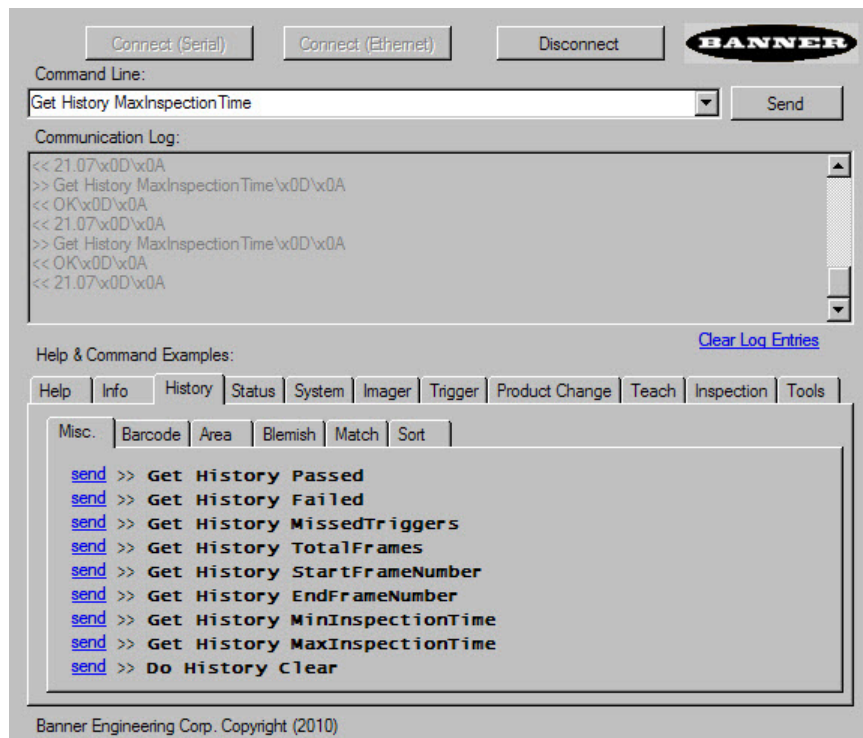 Connect (Serial) Connect (Ethernet) Disconnect BANNER
Command Line:
Get History MaxInspectionTime Send
Communication Log:
<< 21.07\x0D\x0A
>> Get History MaxInspectionTime\x0D\x0A
<< OK\x0D\x0A
<< 21.07\x0D\x0A
>> Get History MaxInspectionTime\x0D\x0A
<< OK\x0D\x0A
<< 21.07\x0D\x0A
Clear Log Entries
Help & Command Examples:
Help Info History Status System Imager Trigger Product Change Teach Inspection Tools
Misc. Barcode Area Blemish Match Sort
send >> Get History Passed
send >> Get History Failed
send >> Get History MissedTriggers
send >> Get History TotalFrames
send >> Get History StartFrameNumber
send >> Get History EndFrameNumber
send >> Get History MinInspectionTime
send >> Get History MaxInspectionTime
send >> Do History Clear
Banner Engineering Corp. Copyright (2010)